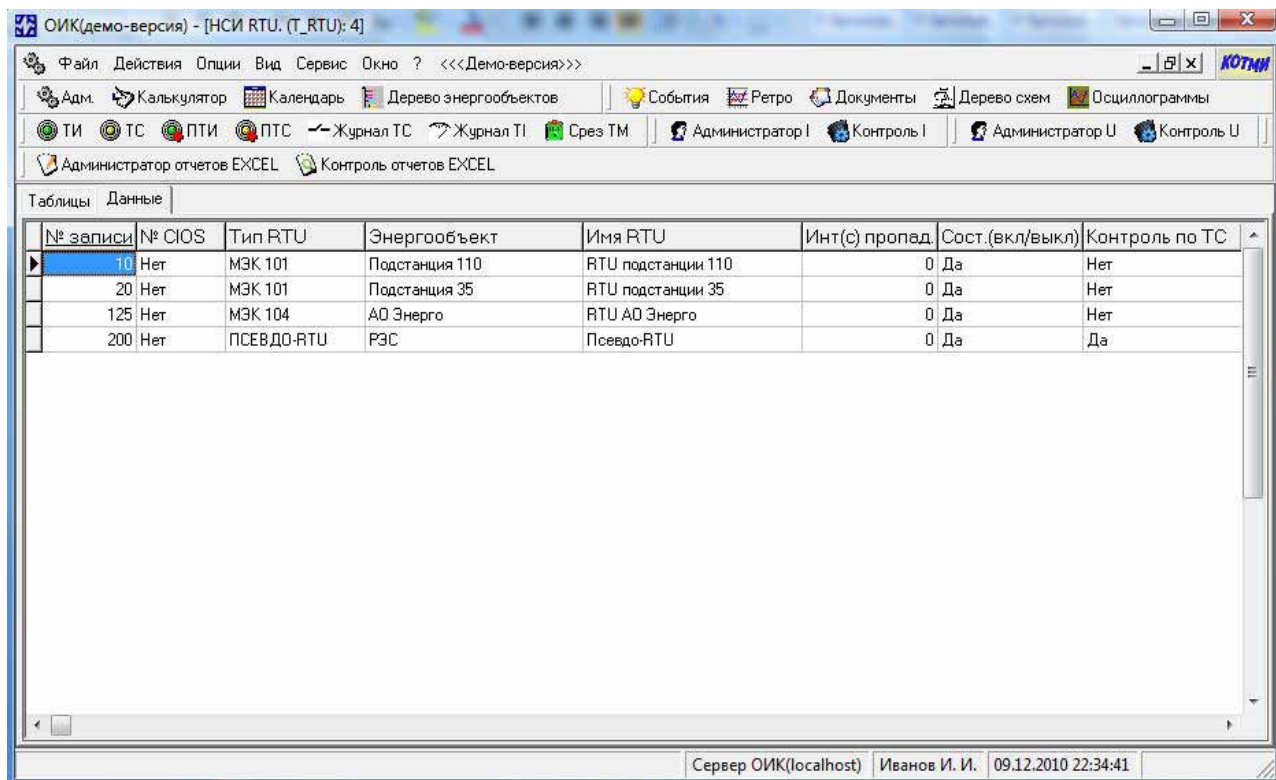 ОИК(демо-версия) - [НСИ RTU. (T_RTU): 4]
Файл Действия Опции Вид Сервис Окно ? <<<Демо-версия>>> КОТМИ
Адм. Калькулятор Календарь Дерево энергообъектов События Ретро Документы Дерево схем Осциллограммы
ТИ ТС ПТИ ПТС Журнал ТС Журнал TI Срез ТМ Администратор I Контроль I Администратор U Контроль U
Администратор отчетов EXCEL Контроль отчетов EXCEL
Таблицы Данные
№ записи № CIOS Тип RTU Энергообъект Имя RTU Инт(с) пропад. Сост.(вкл/выкл) Контроль по ТС
10 Нет МЭК 101 Подстанция 110 RTU подстанции 110 0 Да Нет
20 Нет МЭК 101 Подстанция 35 RTU подстанции 35 0 Да Нет
125 Нет МЭК 104 АО Энерго RTU АО Энерго 0 Да Нет
200 Нет ПСЕВДО-RTU РЭС Псевдо-RTU 0 Да Да
Сервер ОИК(localhost) Иванов И. И. 09.12.2010 22:34:41